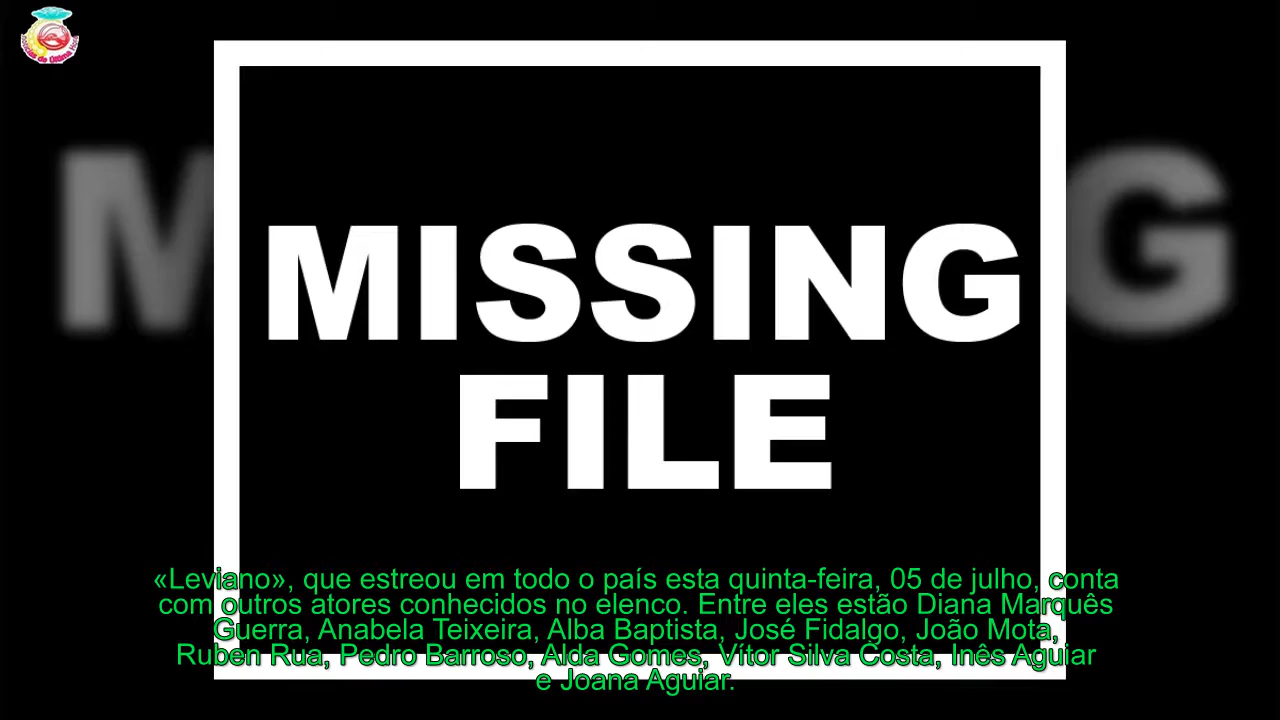 MISSING
FILE
«Leviano», que estreou em todo o país esta quinta-feira, 05 de julho, conta
com outros atores conhecidos no elenco. Entre eles estão Diana Marquês
Guerra, Anabela Teixeira, Alba Baptista, José Fidalgo, João Mota,
Ruben Rua, Pedro Barroso, Alda Gomes, Vítor Silva Costa, Inês Aguiar
e Joana Aguiar.